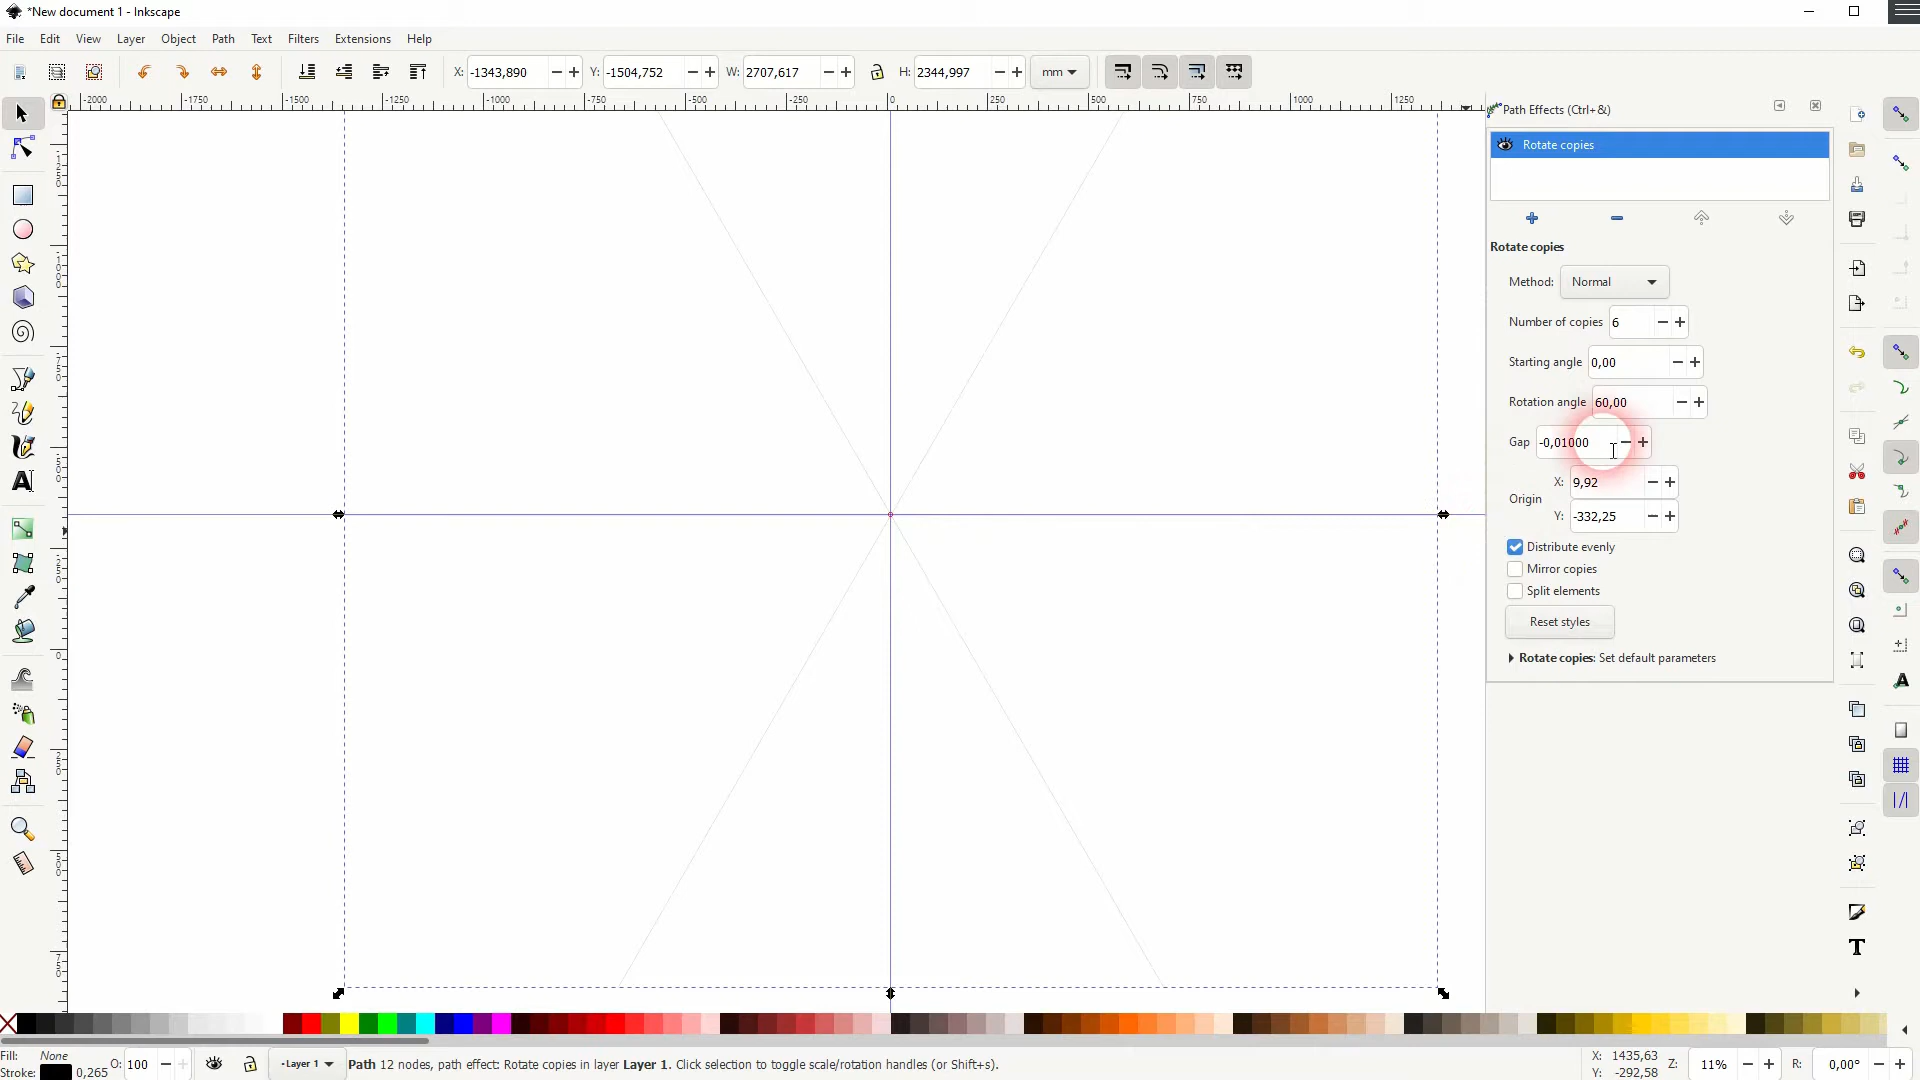 *New document 1 - Inkscape
File Edit View Layer Object Path Text Filters Extensions Help
X: -1343,890 Y: -1504,752 W: 2707,617 H: 2344,997 mm
-2000 -1750 -1500 -1250 -1000 -750 -500 -250 0 250 500 750 1000 1250
Path Effects (Ctrl+&)
Rotate copies
Rotate copies
Method: Normal
Number of copies 6
Starting angle 0,00
Rotation angle 60,00
Gap -0,01000
Origin X: 9,92
Y: -332,25
Distribute evenly
Mirror copies
Split elements
Reset styles
Rotate copies: Set default parameters
Fill: None O: 100 -Layer 1 Path 12 nodes, path effect: Rotate copies in layer Layer 1. Click selection to toggle scale/rotation handles (or Shift+s). X: 1435,63 Z: 11% R: 0,00°
Stroke: 0,265 Y: -292,58